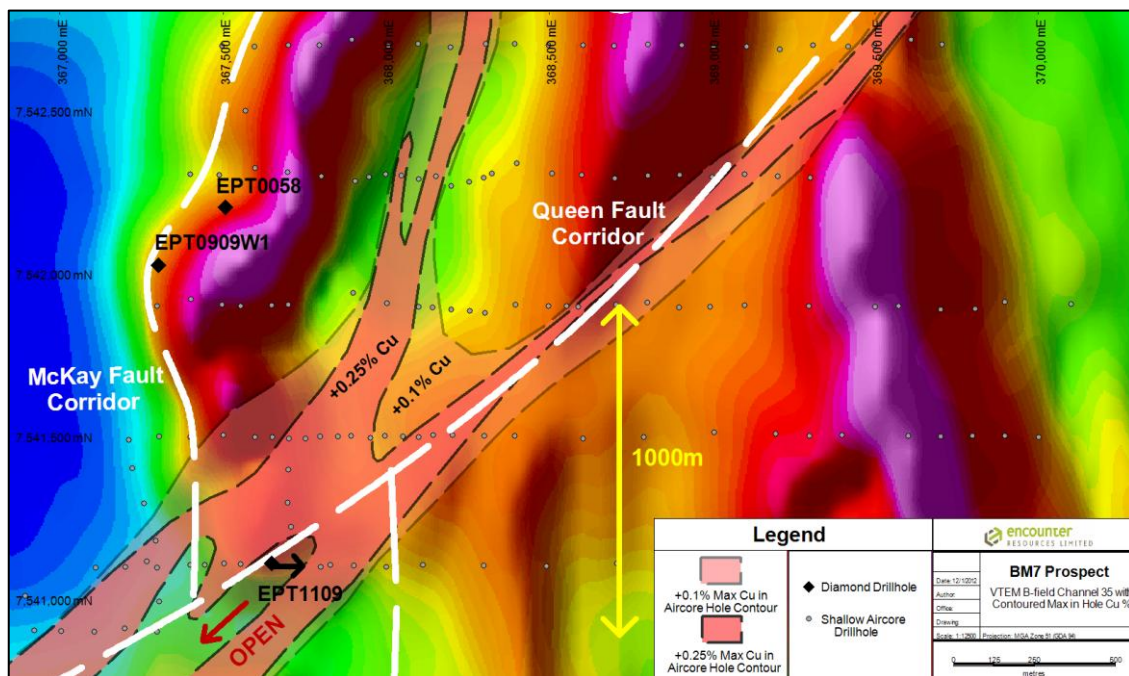 367,000 mE
367,500 mE
368,000 mE
368,500 mE
369,000 mE
369,500 mE
370,000 mE
7,542,500 mN
EPT0058
EPT0909W1
Queen Fault
Corridor
7,542,000 mN
+0.25% Cu
+0.1% Cu
McKay Fault
Corridor
7,541,500 mN
1000m
EPT1109
7,541,000 mN
OPEN
Legend
+0.1% Max Cu in
Aircore Hole Contour
+0.25% Max Cu in
Aircore Hole Contour
Diamond Drillhole
Shallow Aircore
Drillhole
encounter
RESOURCES LIMITED
Date: 12/1/2012
Author:
Office:
Drawing:
Scale: 1:12500
Projection: MGA Zone 51 (GDA 94)
BM7 Prospect
VTEM B-field Channel 35 with
Contoured Max in Hole Cu %
0 125 250 500
metres